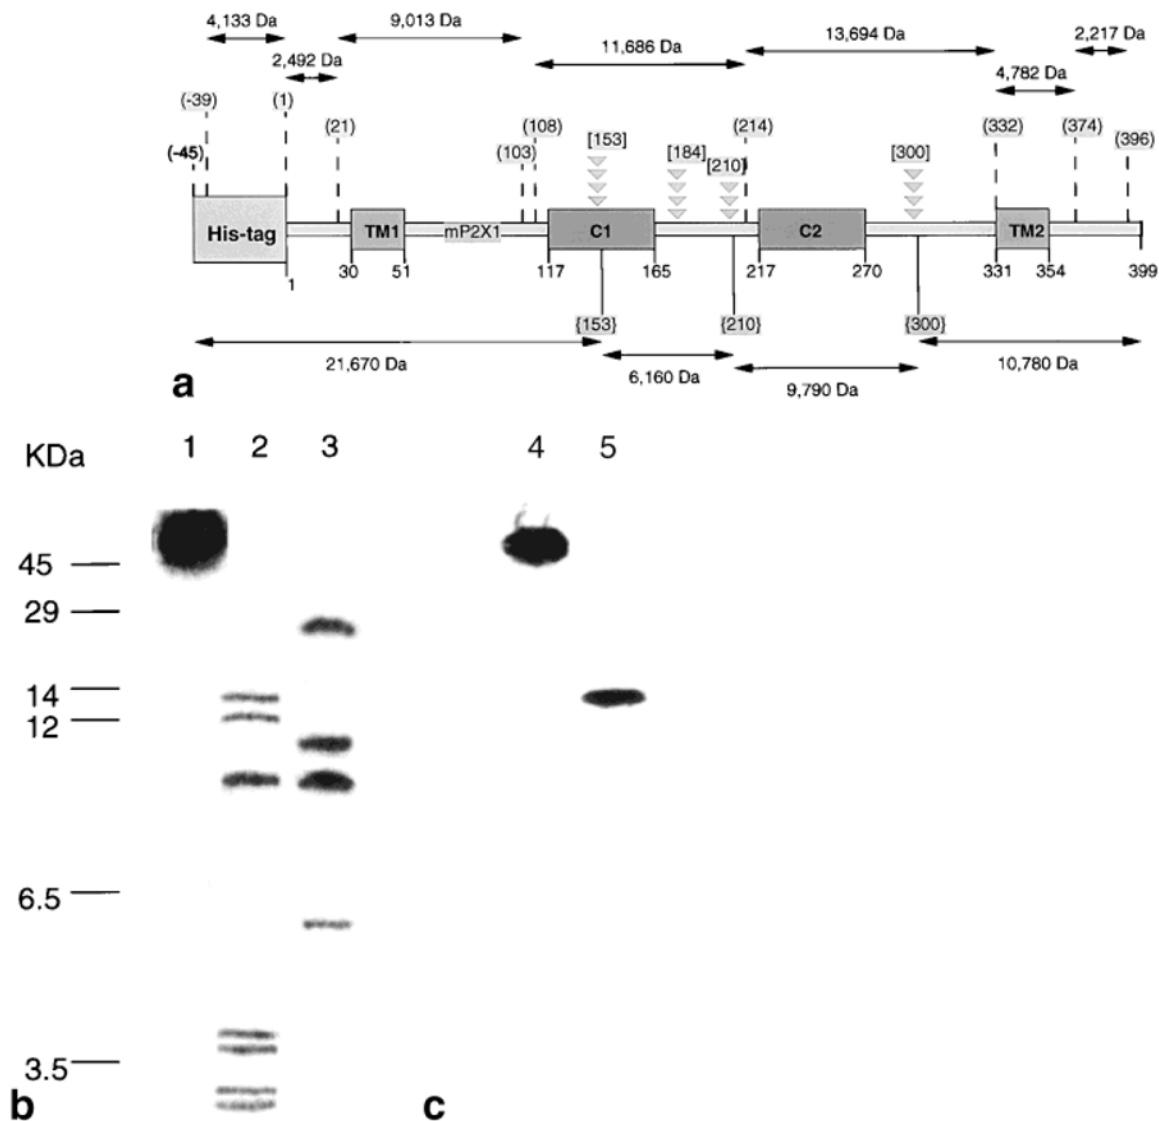 4,133 Da
9,013 Da
13,694 Da
2,217 Da
11,686 Da
2,492 Da
4,782 Da
(-39)
(1)
(21)
(108)
(214)
(332)
(374)
(396)
(-45)
(103)
[153]
[184]
[210]
[300]
His-tag
TM1
mP2X1
C1
C2
TM2
1
30
51
117
165
217
270
331
354
399
{153}
{210}
{300}
21,670 Da
6,160 Da
9,790 Da
10,780 Da
a
KDa
1
2
3
4
5
45
29
14
12
6.5
3.5
b
c